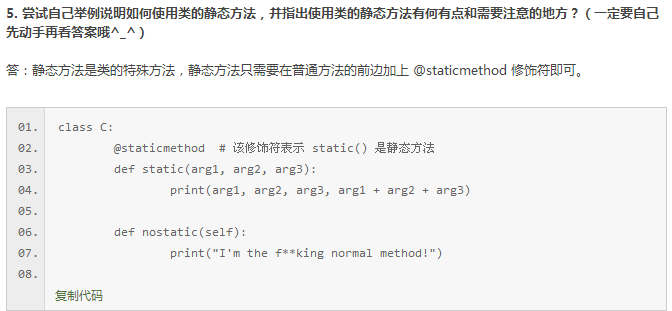 5. 尝试自己举例说明如何使用类的静态方法，并指出使用类的静态方法有何有点和需要注意的地方？（一定要自己
先动手再看答案哦^_^）
答：静态方法是类的特殊方法，静态方法只需要在普通方法的前边加上 @staticmethod 修饰符即可。
01. class C:
02.         @staticmethod  # 该修饰符表示 static() 是静态方法
03.         def static(arg1, arg2, arg3):
04.                 print(arg1, arg2, arg3, arg1 + arg2 + arg3)
05.
06.         def nostatic(self):
07.                 print("I'm the f**king normal method!")
08.
复制代码